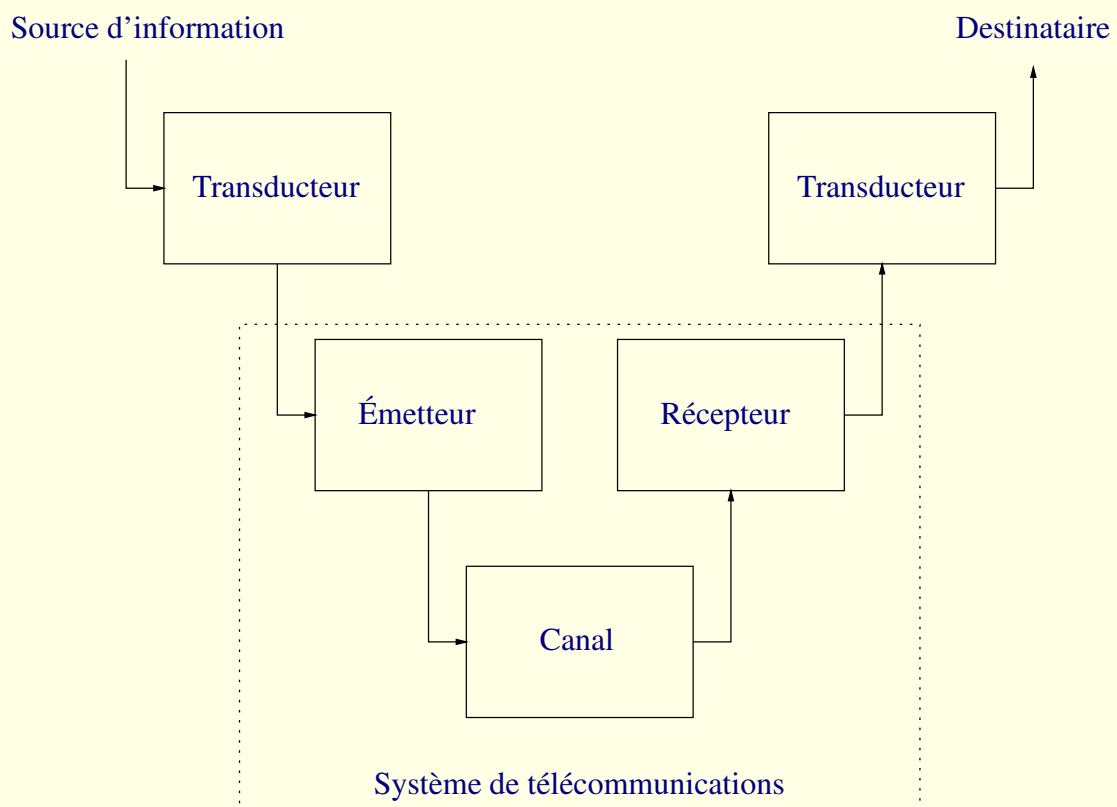 Source d’information
Destinataire
Transducteur
Transducteur
Émetteur
Récepteur
Canal
Système de télécommunications